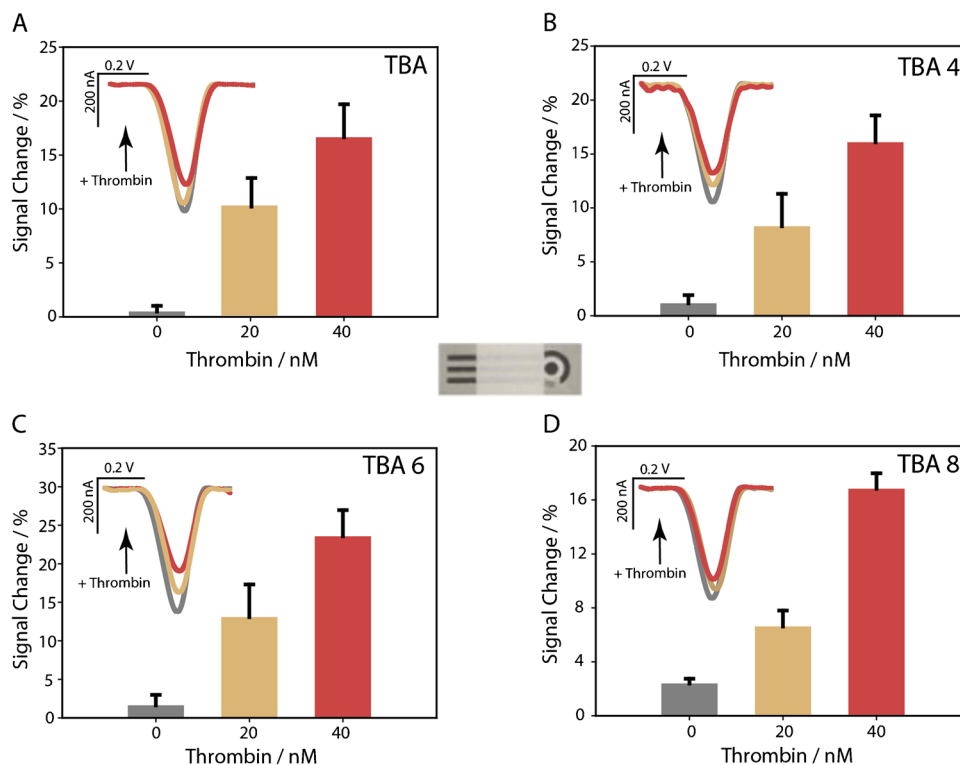 A
TBA
25
20
15
10
5
0
Signal Change / %
0.2 V
200 nA
+ Thrombin
0 20 40
Thrombin / nM
B
TBA 4
25
20
15
10
5
0
Signal Change / %
0.2 V
200 nA
+ Thrombin
0 20 40
Thrombin / nM
C
TBA 6
35
30
25
20
15
10
5
0
Signal Change / %
0.2 V
200 nA
+ Thrombin
0 20 40
Thrombin / nM
D
TBA 8
20
16
12
8
4
0
Signal Change / %
0.2 V
200 nA
+ Thrombin
0 20 40
Thrombin / nM